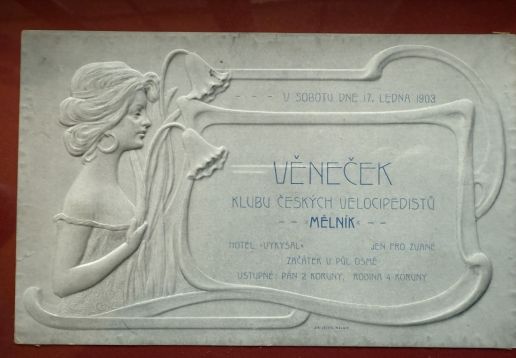 - - - V SOBOTU DNE 17. LEDNA 1903
VĚNEČEK
KLUBU ČESKÝCH VELOCIPEDISTŮ
- - »MĚLNÍK« - -
HOTEL »VYKYSAL« JEN PRO ZVANÉ
ZAČÁTEK V PŮL OSMÉ
VSTUPNÉ: PÁN 2 KORUNY, RODINA 4 KORUNY